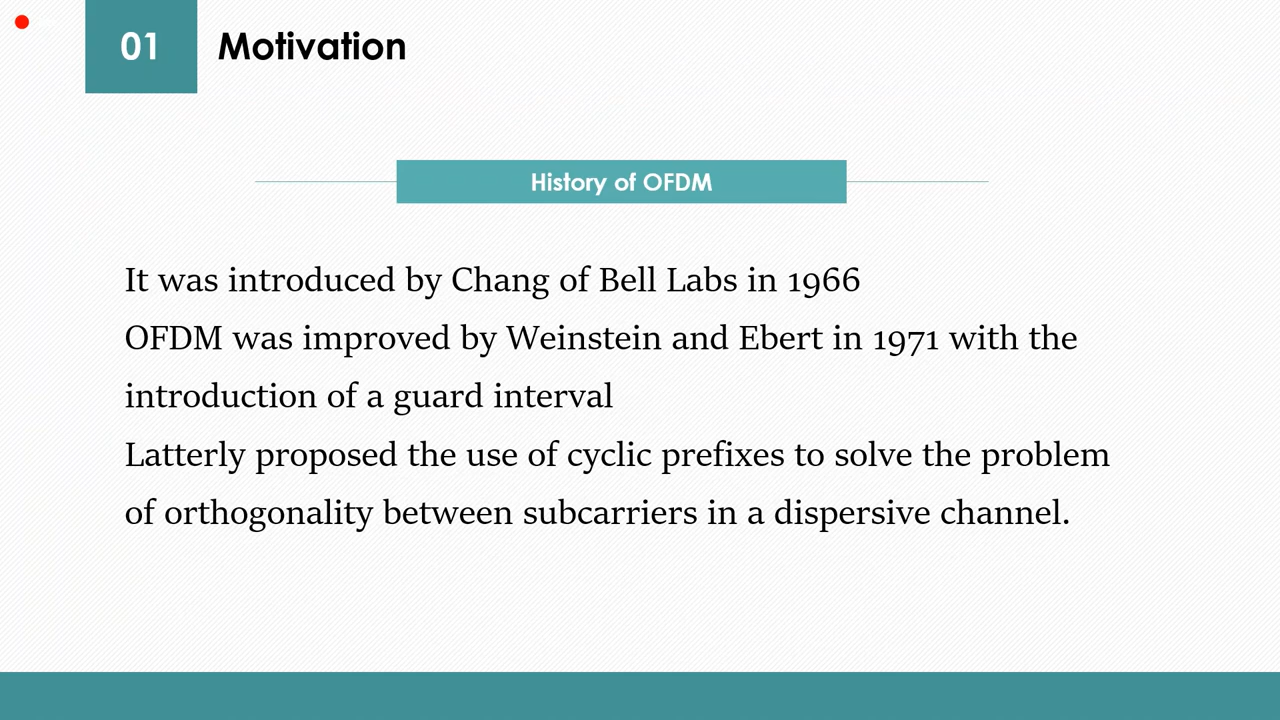 01
Motivation
History of OFDM
It was introduced by Chang of Bell Labs in 1966
OFDM was improved by Weinstein and Ebert in 1971 with the
introduction of a guard interval
Latterly proposed the use of cyclic prefixes to solve the problem
of orthogonality between subcarriers in a dispersive channel.